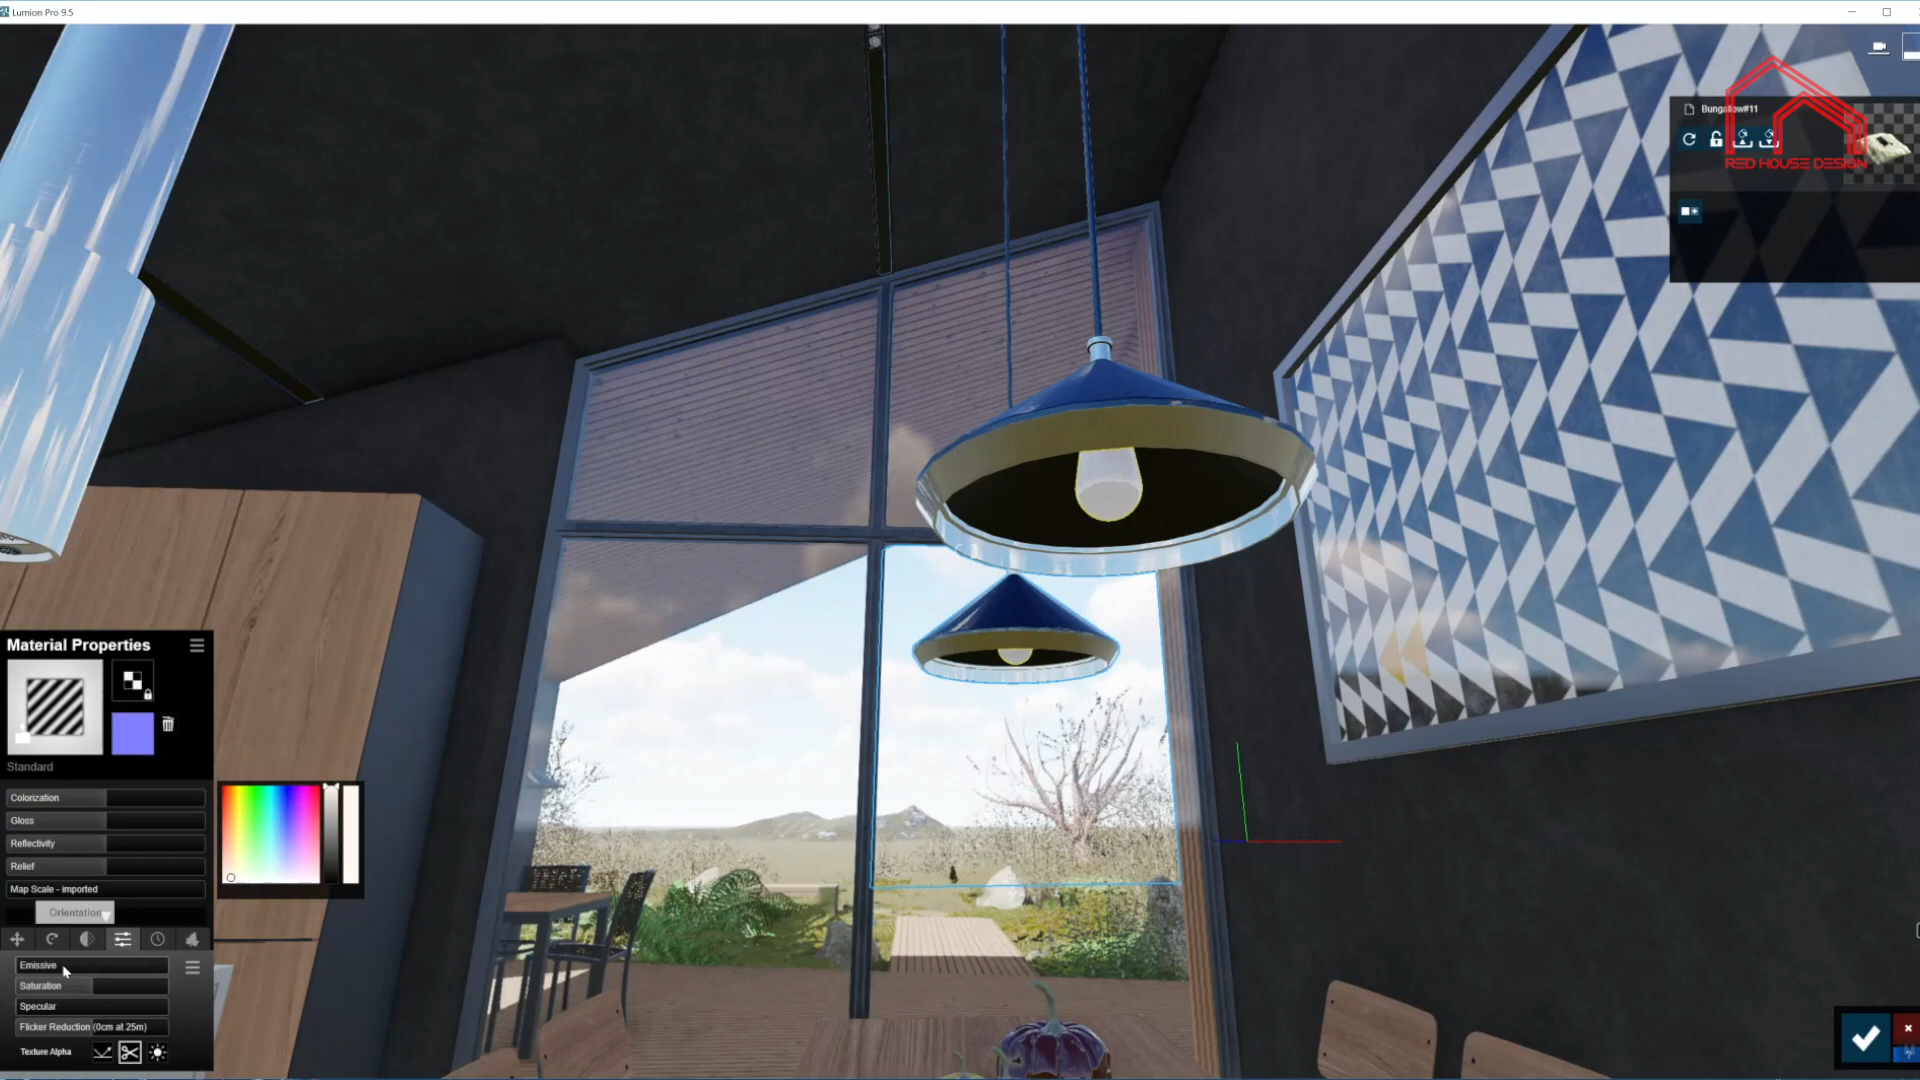 Lumion Pro 9.5
Bungallow#11
RED HOUSE DESIGN
Material Properties
Standard
Colorization
Gloss
Reflectivity
Relief
Map Scale - imported
Orientation
Emissive
Saturation
Specular
Flicker Reduction (0cm at 25m)
Texture Alpha